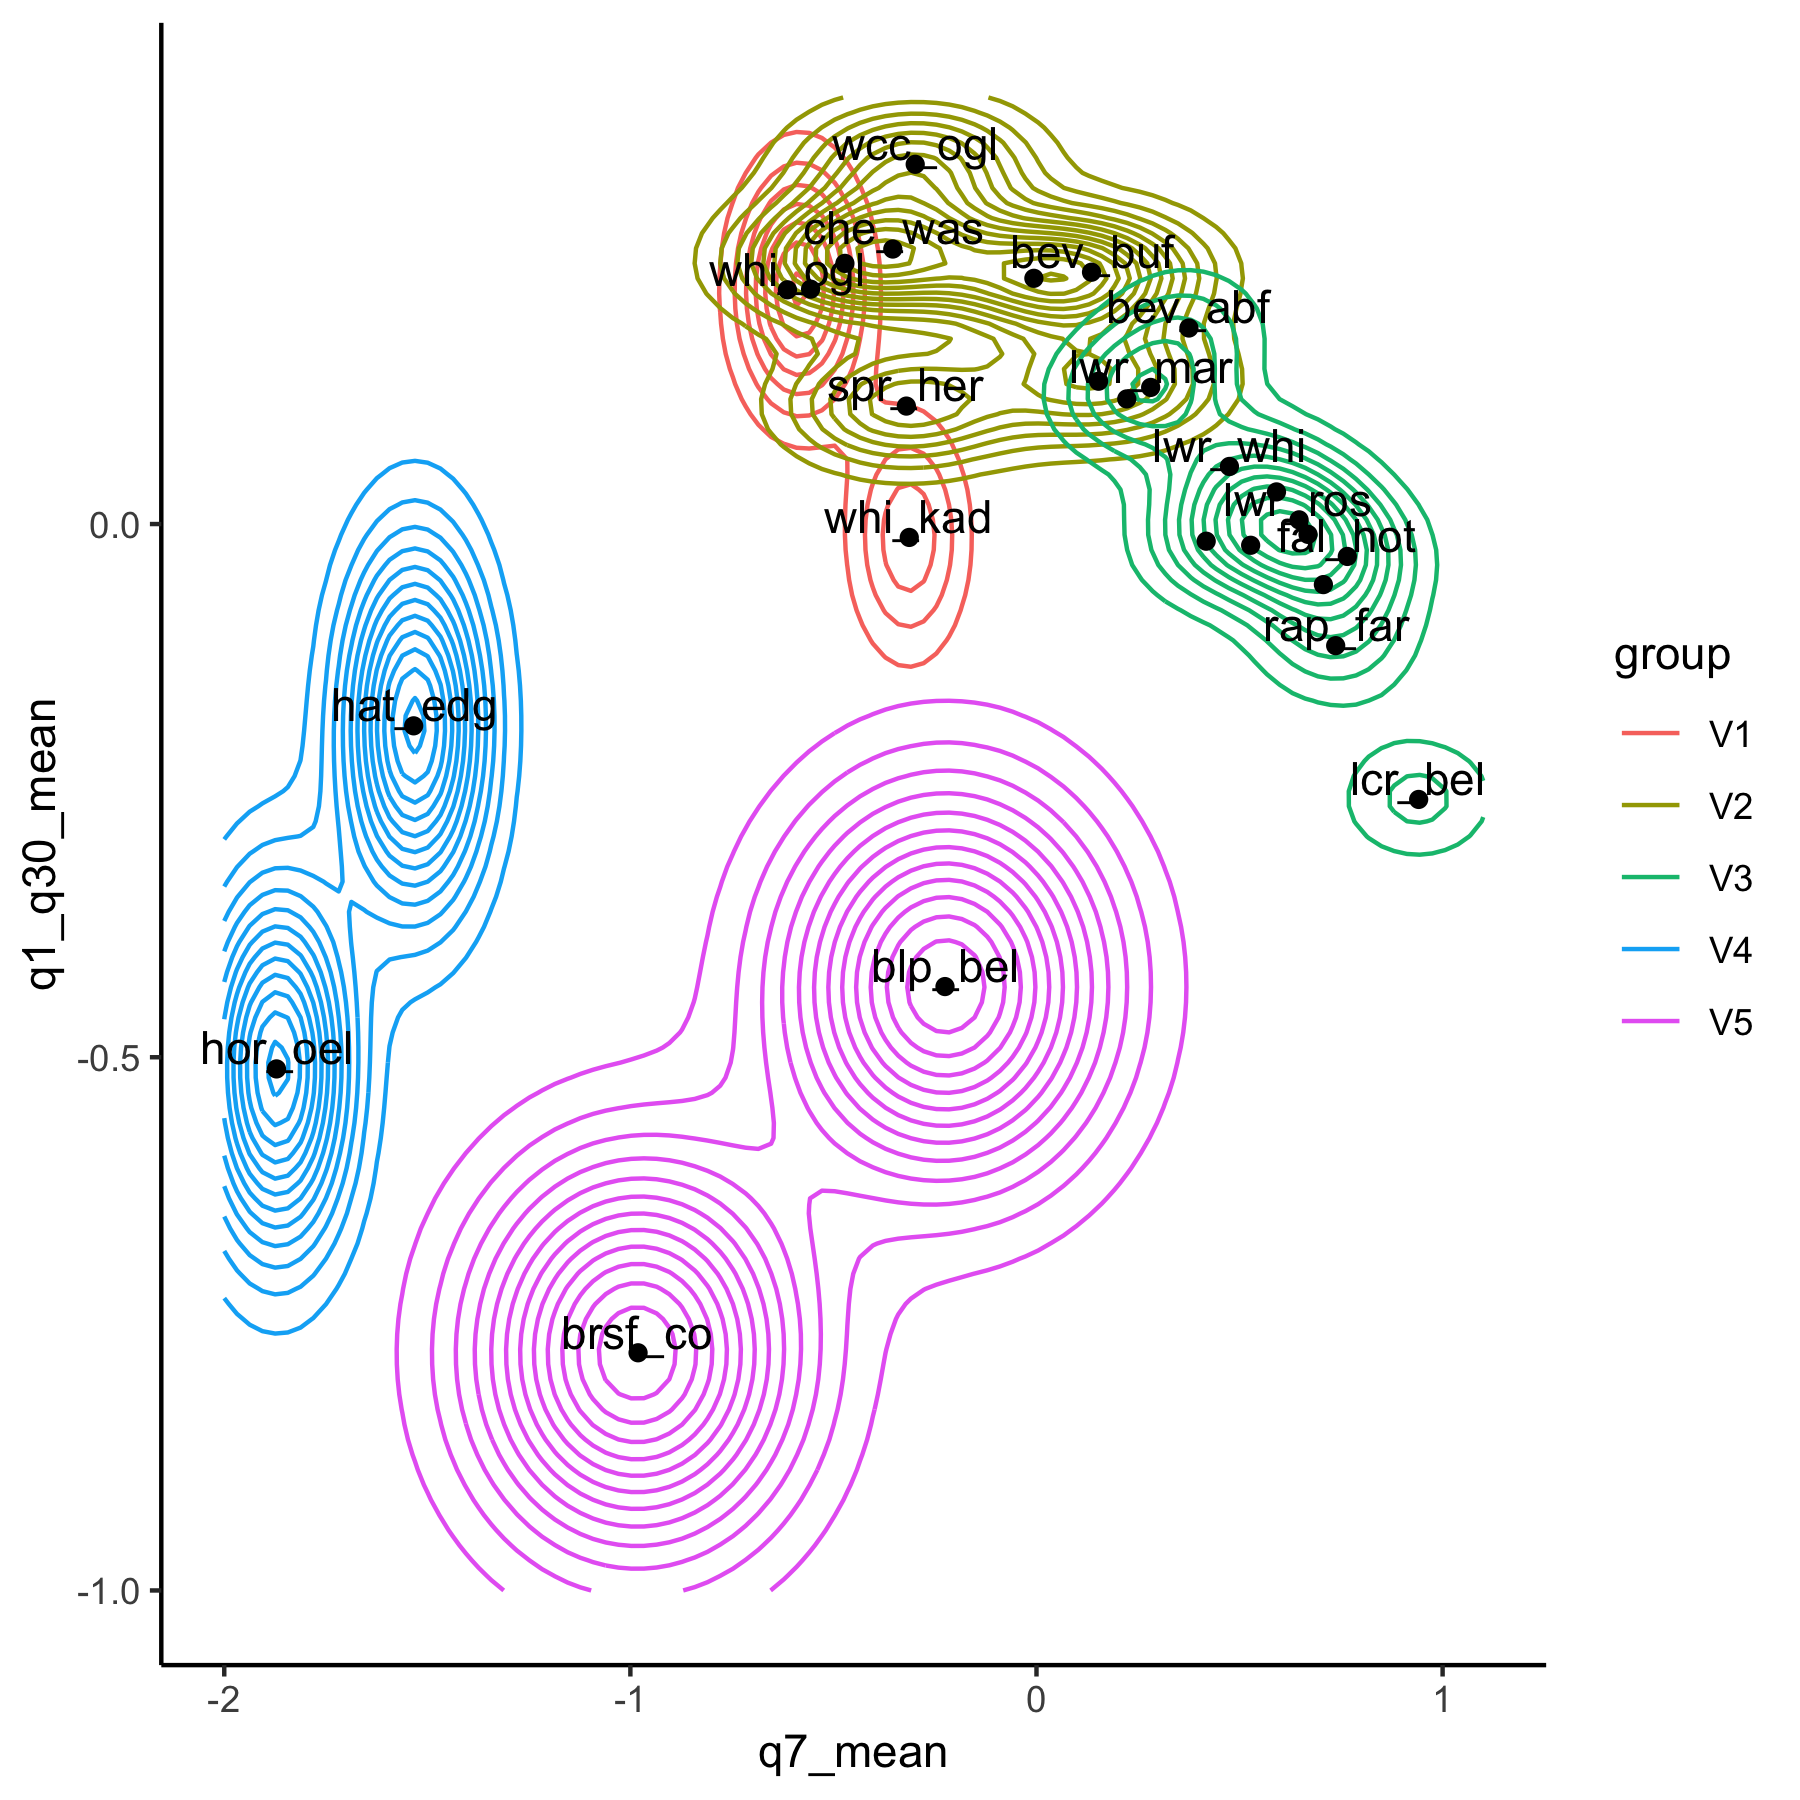 wcc_ogl
che_was
bev_buf
whi_ogl
bev_abf
lwr_mar
spr_her
lwr_whi
lwr_ros
whi_kad
fal_hot
rap_far
hat_edg
lcr_bel
blp_bel
hor_oel
brsf_co
0.0
-0.5
-1.0
-2
-1
0
1
q1_q30_mean
q7_mean
group
V1
V2
V3
V4
V5